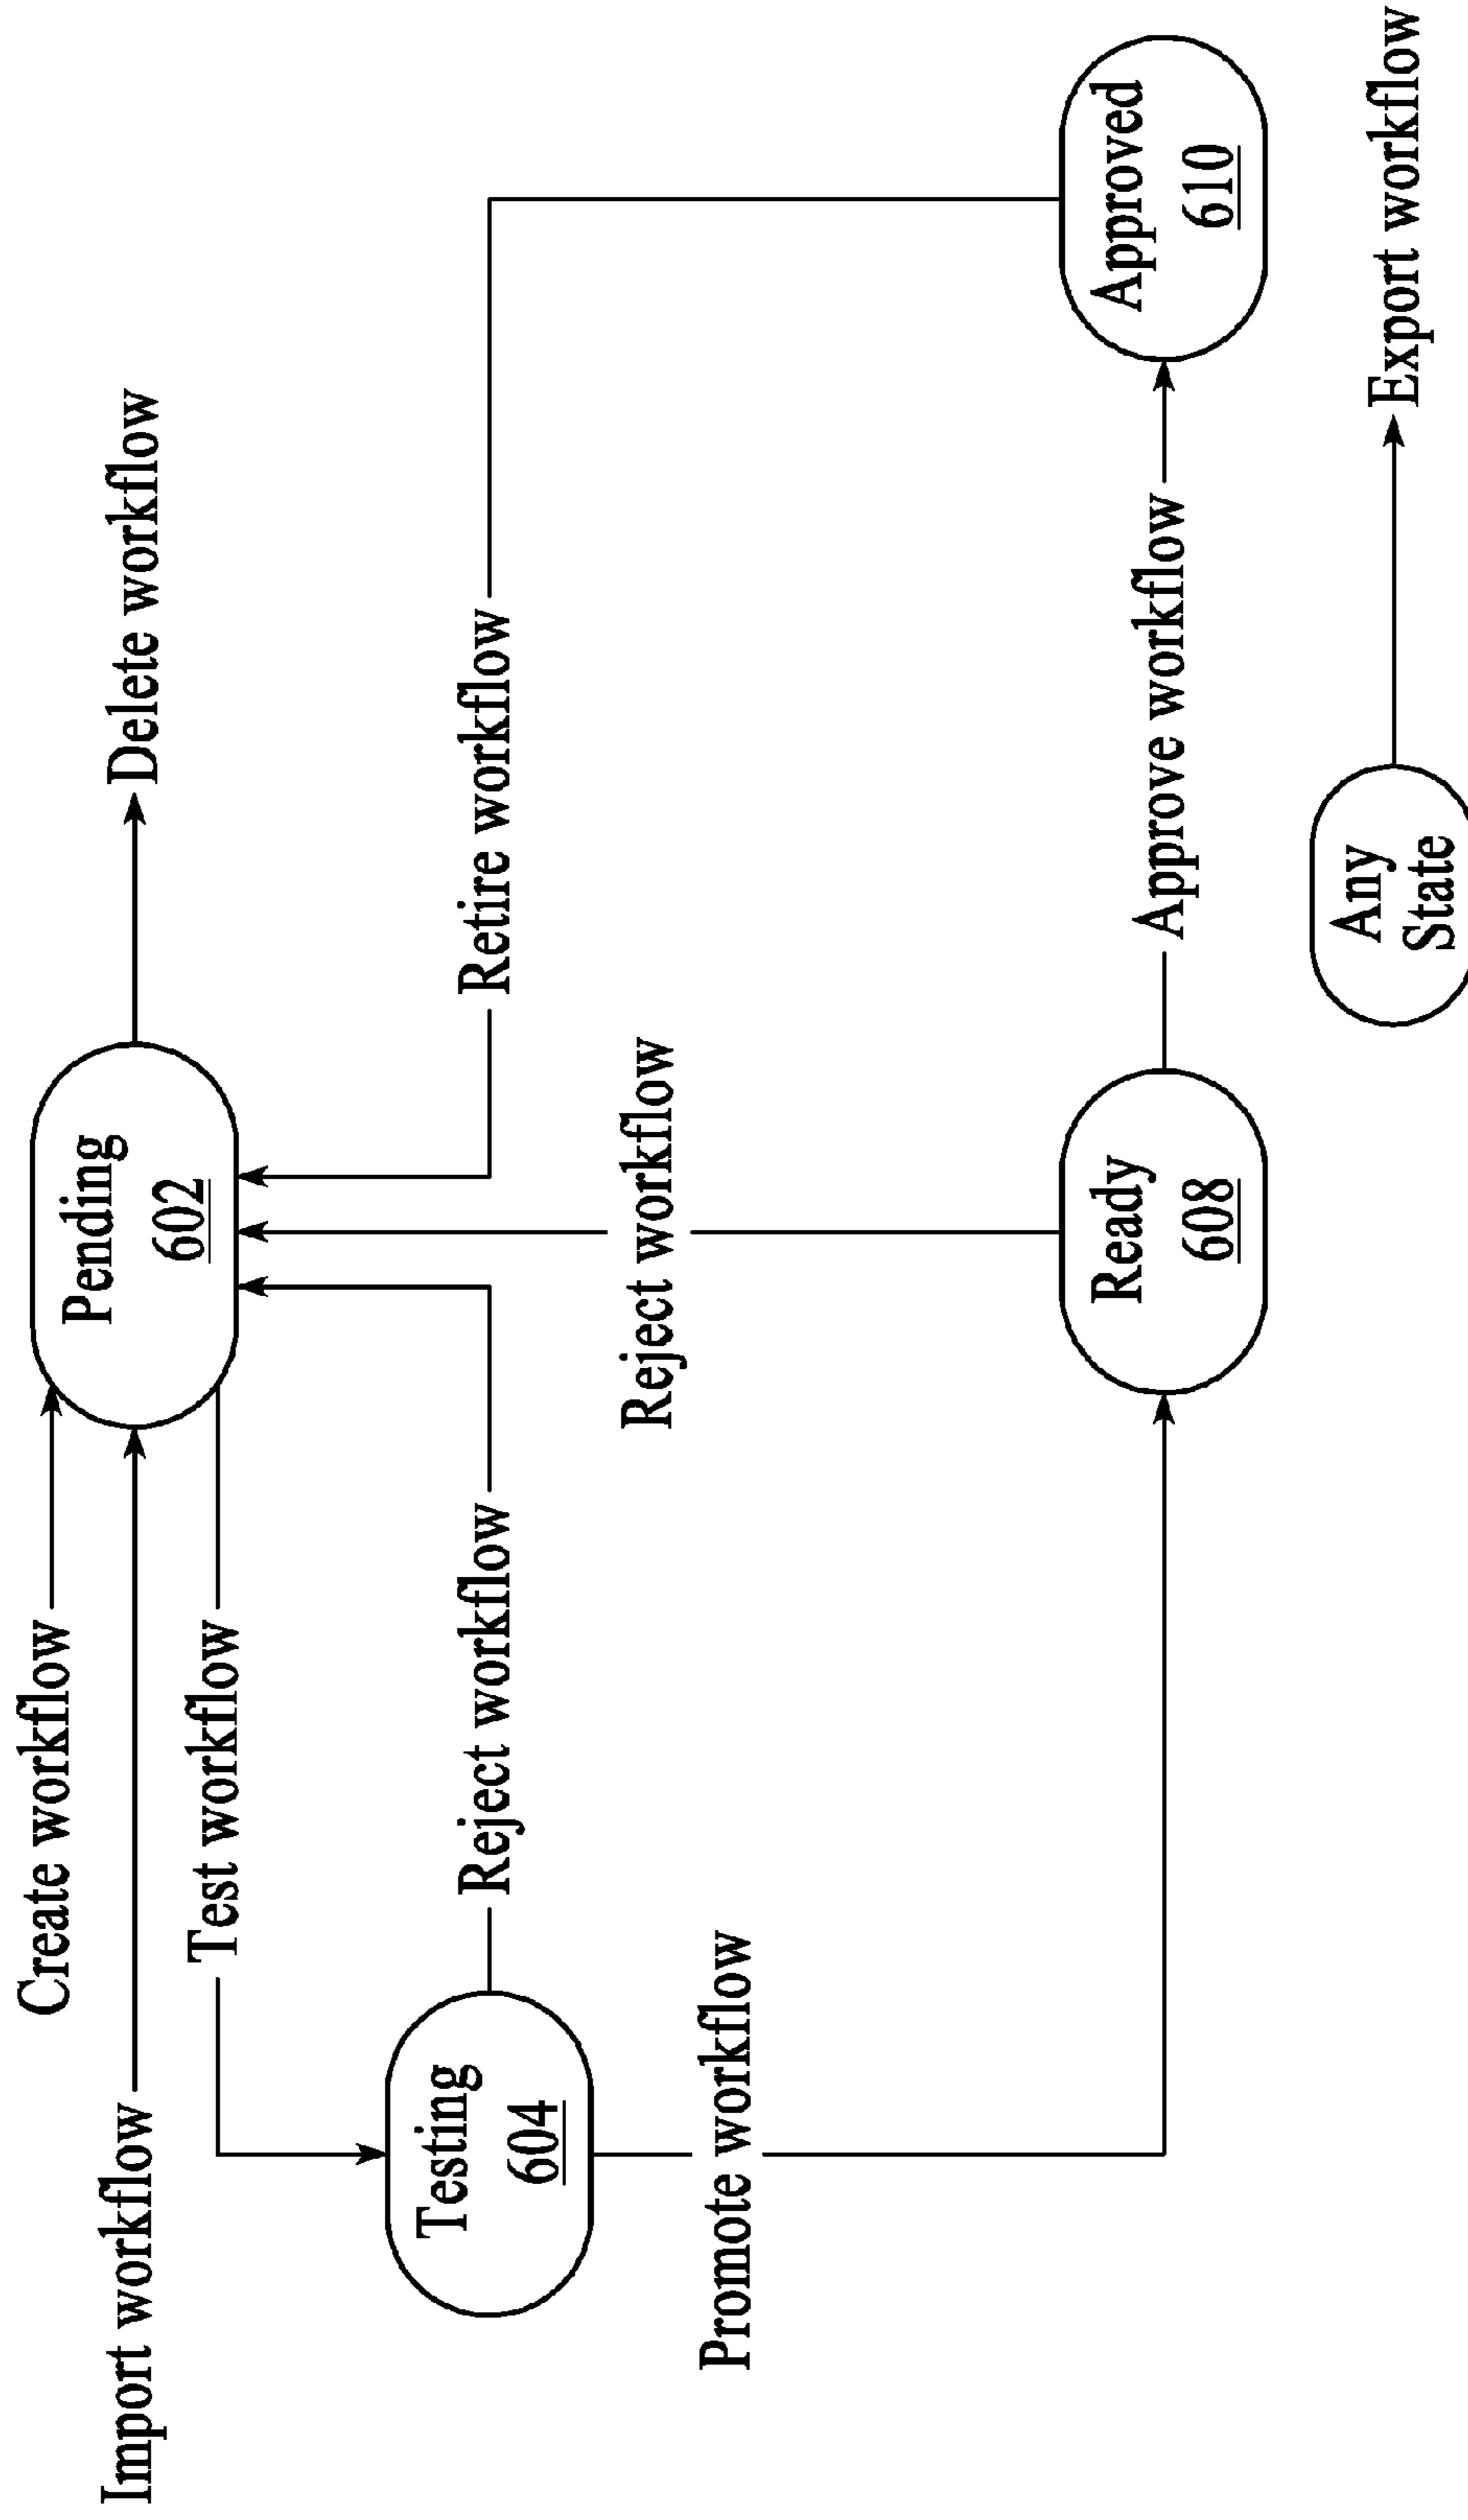 Create workflow
Import workflow
Pending
602
Delete workflow
Test workflow
Testing
604
Reject workflow
Retire workflow
Reject workflow
Promote workflow
Ready
608
Approve workflow
Approved
610
Any
State
Export workflow